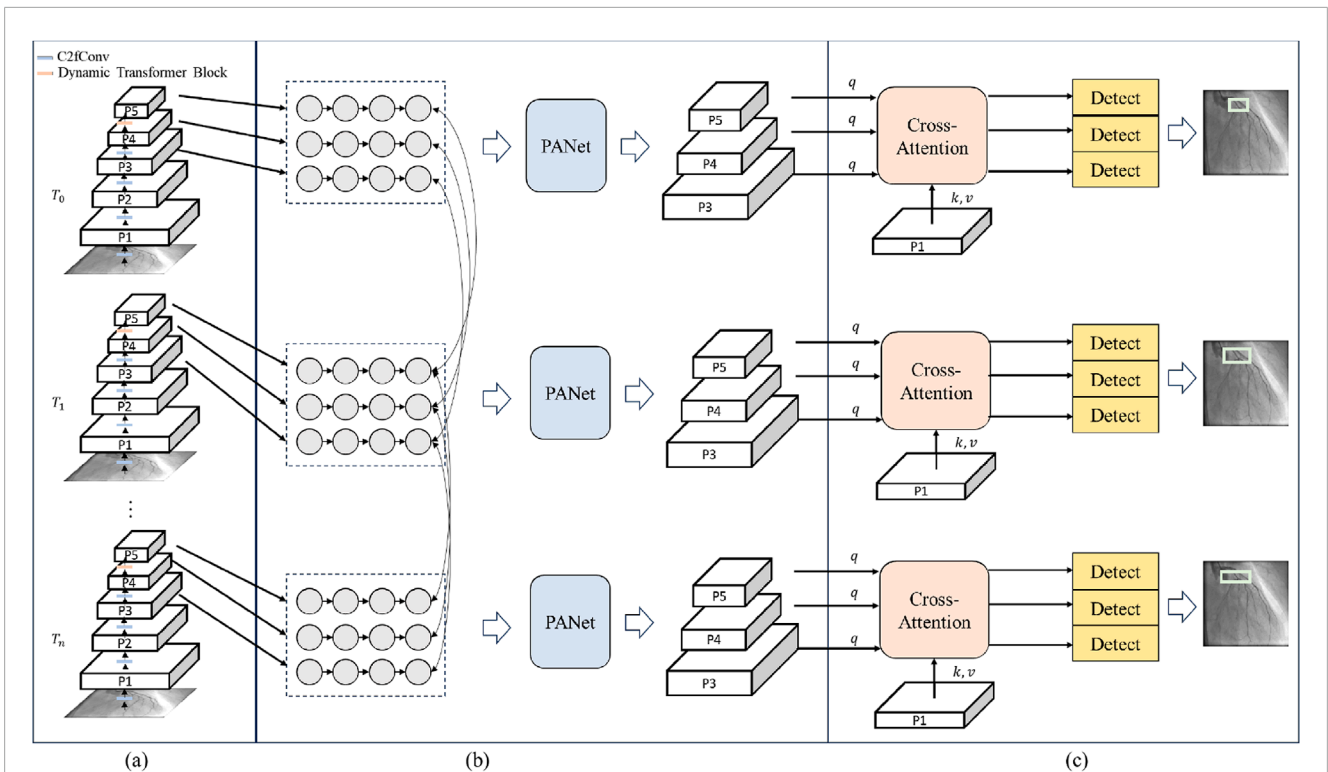 C2fConv
Dynamic Transformer Block
P5
P4
P3
P2
P1
T0
PANet
P5
P4
P3
q
q
q
Cross-
Attention
k, v
P1
Detect
Detect
Detect
P5
P4
P3
P2
P1
T1
PANet
P5
P4
P3
q
q
q
Cross-
Attention
k, v
P1
Detect
Detect
Detect
⋮
P5
P4
P3
P2
P1
Tn
PANet
P5
P4
P3
q
q
q
Cross-
Attention
k, v
P1
Detect
Detect
Detect
(a)
(b)
(c)